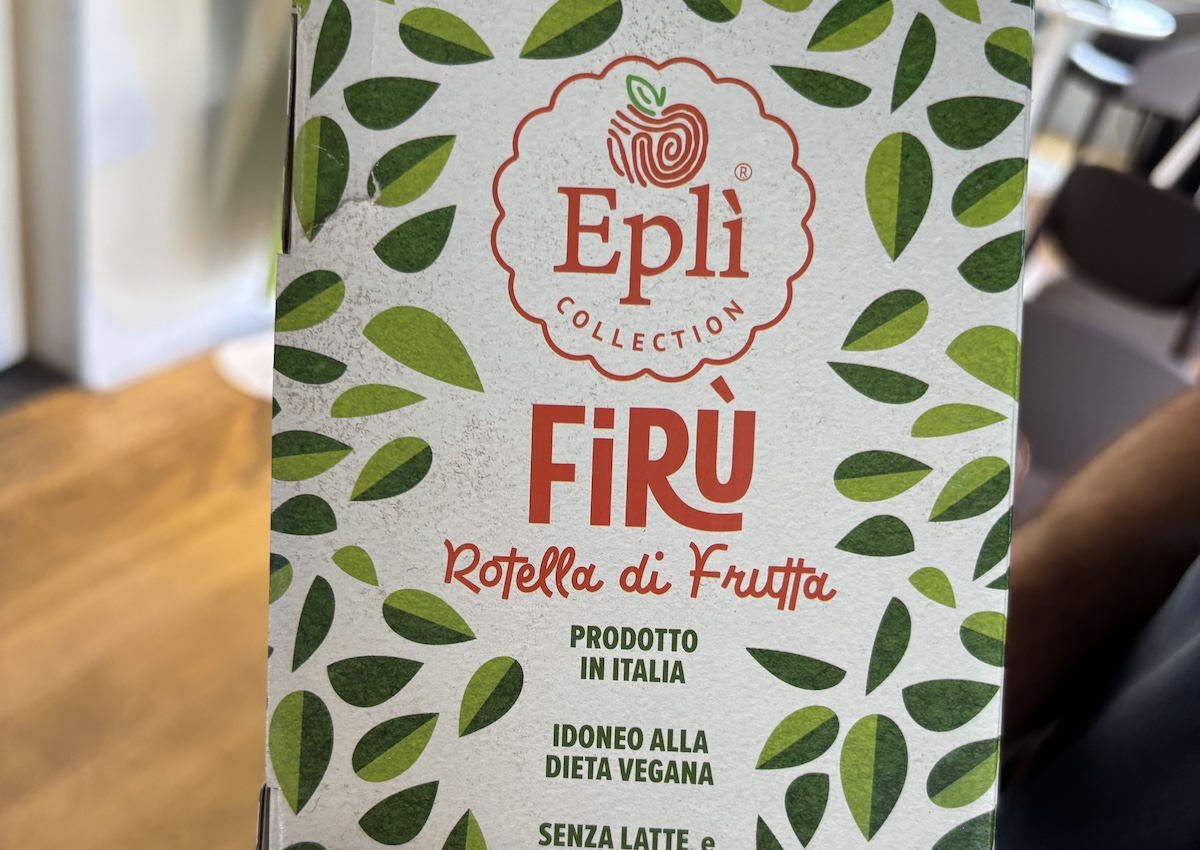 Eplì
®
COLLECTION
FiRÙ
Rotella di Frutta
PRODOTTO
IN ITALIA
IDONEO ALLA
DIETA VEGANA
SENZA LATTE, e